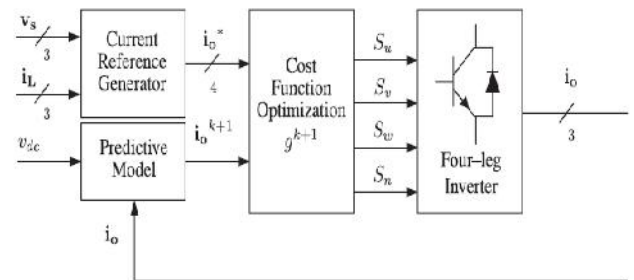 v_s
3
i_L
3
v_dc
Current
Reference
Generator
Predictive
Model
i_o
i_o*
4
i_o^{k+1}
Cost
Function
Optimization
g^{k+1}
S_u
S_v
S_w
S_n
Four–leg
Inverter
i_o
3